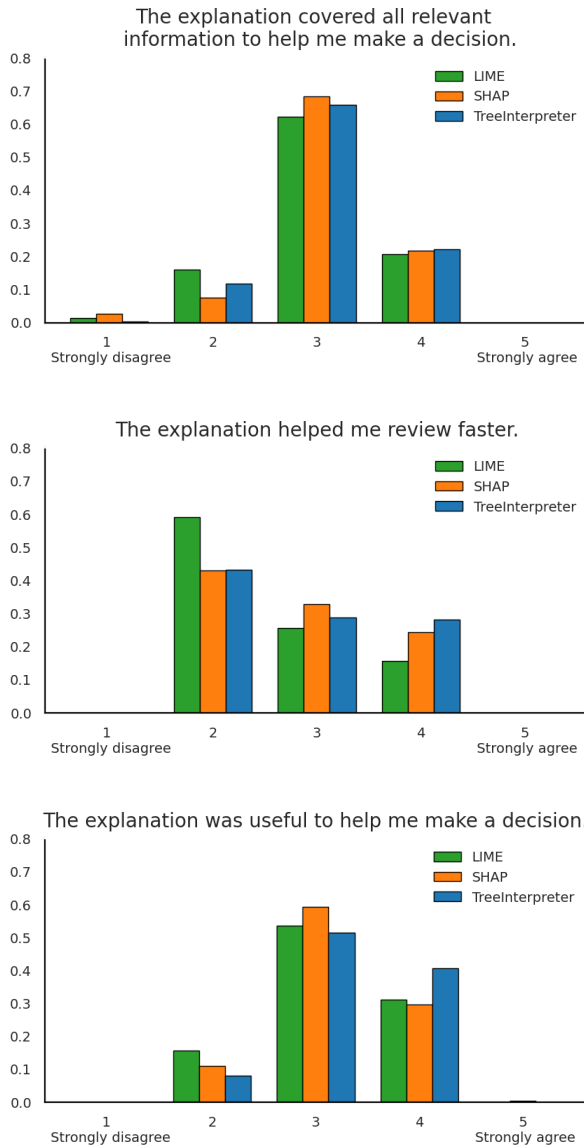 The explanation covered all relevant
information to help me make a decision.
0.8
0.7
0.6
0.5
0.4
0.3
0.2
0.1
0.0
LIME
SHAP
TreeInterpreter
1 2 3 4 5
Strongly disagree Strongly agree
The explanation helped me review faster.
0.8
0.7
0.6
0.5
0.4
0.3
0.2
0.1
0.0
LIME
SHAP
TreeInterpreter
1 2 3 4 5
Strongly disagree Strongly agree
The explanation was useful to help me make a decision.
0.8
0.7
0.6
0.5
0.4
0.3
0.2
0.1
0.0
LIME
SHAP
TreeInterpreter
1 2 3 4 5
Strongly disagree Strongly agree